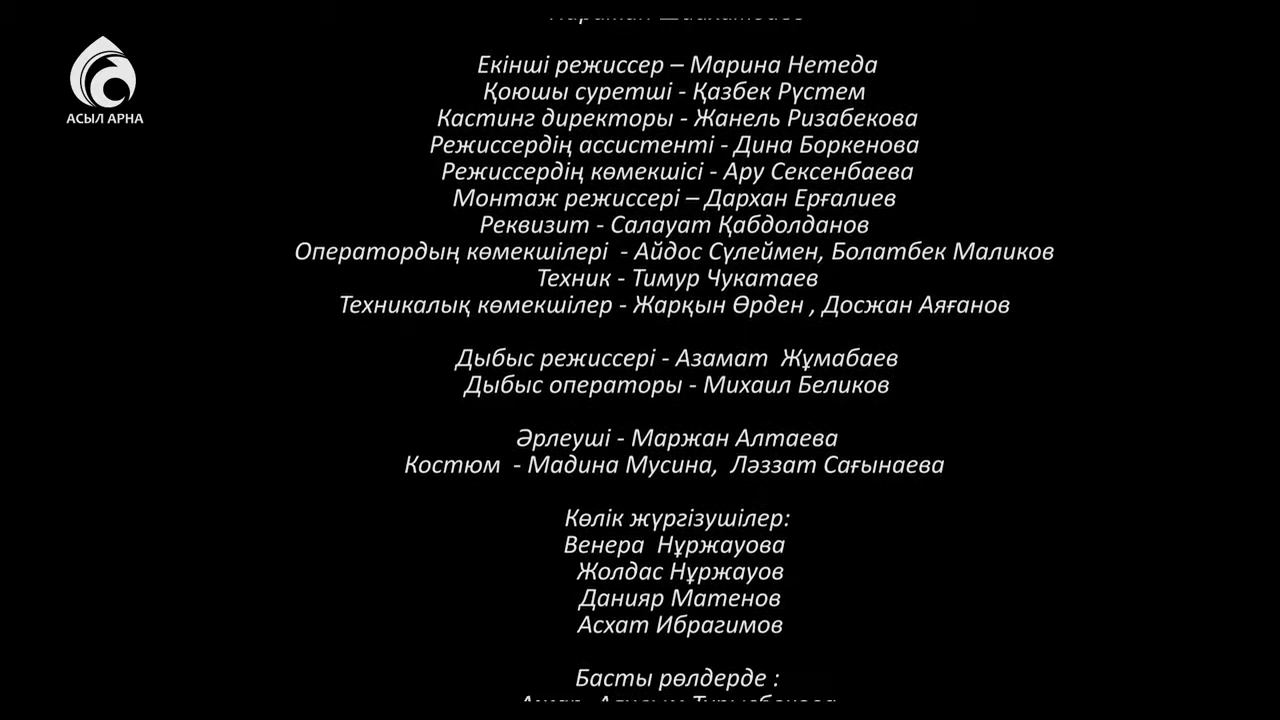 АСЫЛ АРНА
Екінші режиссер – Марина Нетеда
Қоюшы суретші - Қазбек Рүстем
Кастинг директоры - Жанель Ризабекова
Режиссердің ассистенті - Дина Боркенова
Режиссердің көмекшісі - Ару Сексенбаева
Монтаж режиссері – Дархан Ерғалиев
Реквизит - Салауат Қабдолданов
Оператордың көмекшілері - Айдос Сүлеймен, Болатбек Маликов
Техник - Тимур Чукатаев
Техникалық көмекшілер - Жарқын Өрден , Досжан Аяғанов
Дыбыс режиссері - Азамат Жұмабаев
Дыбыс операторы - Михаил Беликов
Әрлеуші - Маржан Алтаева
Костюм - Мадина Мусина, Ләззат Сағынаева
Көлік жүргізушілер:
Венера Нұржауова
Жолдас Нұржауов
Данияр Матенов
Асхат Ибрагимов
Басты рөлдерде :